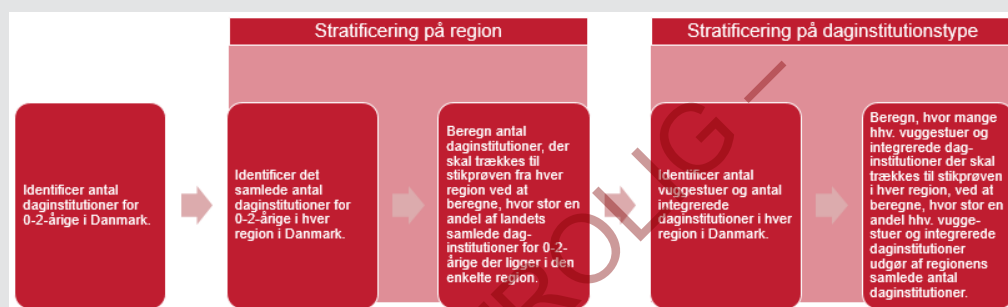 Stratificering på region
Stratificering på daginstitutionstype
Identificer antal
daginstitutioner for
0-2-årige i Danmark.
Identificer det
samlede antal
daginstitutioner for
0-2-årige i hver
region i Danmark.
Beregn antal
daginstitutioner, der
skal trækkes til
stikprøven fra hver
region ved at
beregne, hvor stor en
andel af landets
samlede dag-
institutioner for 0-2-
årige der ligger i den
enkelte region.
Identificer antal
vuggestuer og antal
integrerede
daginstitutioner i hver
region i Danmark.
Beregn, hvor mange
hhv. vuggestuer og
integrerede dag-
institutioner der skal
trækkes til stikprøven
i hver region, ved at
beregne, hvor stor en
andel hhv. vugge-
stuer og integrerede
daginstitutioner
udgør af regionens
samlede antal
daginstitutioner.
ROLIG –